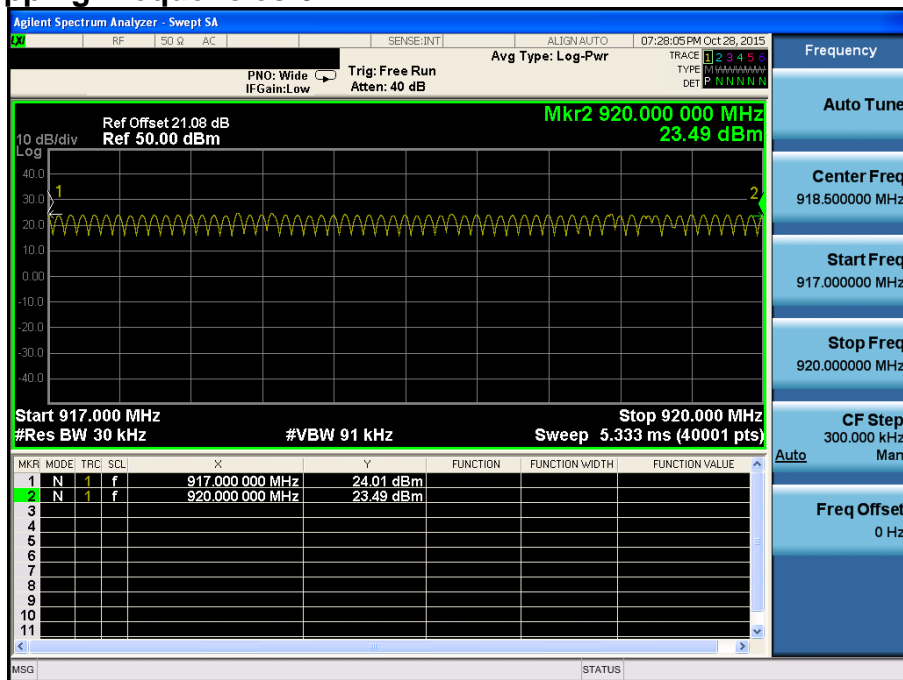 Agilent Spectrum Analyzer - Swept SA
LXI RF 50 Ω AC SENSE:INT ALIGN AUTO 07:28:05 PM Oct 28, 2015
PNO: Wide Trig: Free Run Avg Type: Log-Pwr TRACE 1 2 3 4 5 6
IFGain:Low Atten: 40 dB TYPE M
DET P N N N N N
Mkr2 920.000 000 MHz
23.49 dBm
Ref Offset 21.08 dB
10 dB/div Ref 50.00 dBm
Log
40.0
30.0
20.0
10.0
0.00
-10.0
-20.0
-30.0
-40.0
1
2
Start 917.000 MHz Stop 920.000 MHz
#Res BW 30 kHz #VBW 91 kHz Sweep 5.333 ms (40001 pts)
MKR MODE TRC SCL X Y FUNCTION FUNCTION WIDTH FUNCTION VALUE
1 N 1 f 917.000 000 MHz 24.01 dBm
2 N 1 f 920.000 000 MHz 23.49 dBm
3
4
5
6
7
8
9
10
11
MSG STATUS
Frequency
Auto Tune
Center Freq
918.500000 MHz
Start Freq
917.000000 MHz
Stop Freq
920.000000 MHz
CF Step
300.000 kHz
Auto Man
Freq Offset
0 Hz